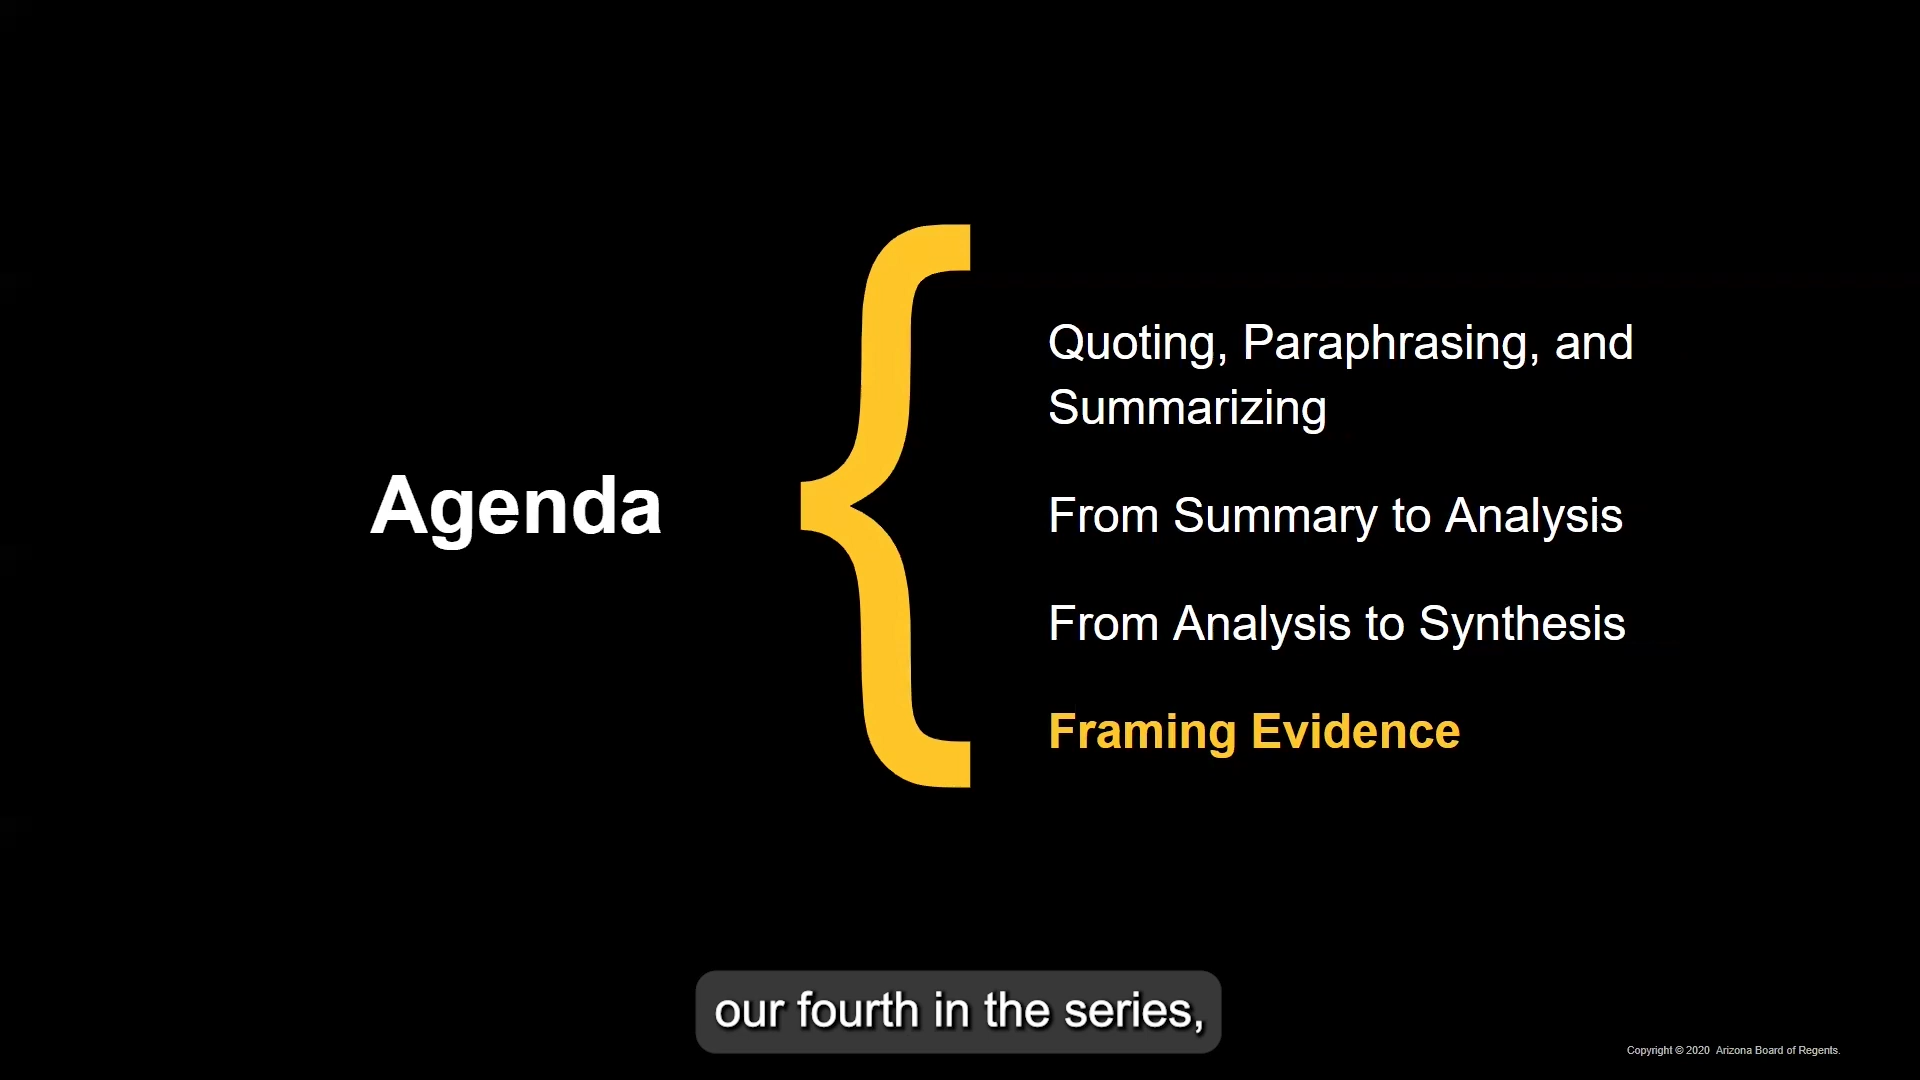 Agenda
Quoting, Paraphrasing, and
Summarizing
From Summary to Analysis
From Analysis to Synthesis
Framing Evidence
our fourth in the series,
Copyright © 2020 Arizona Board of Regents.